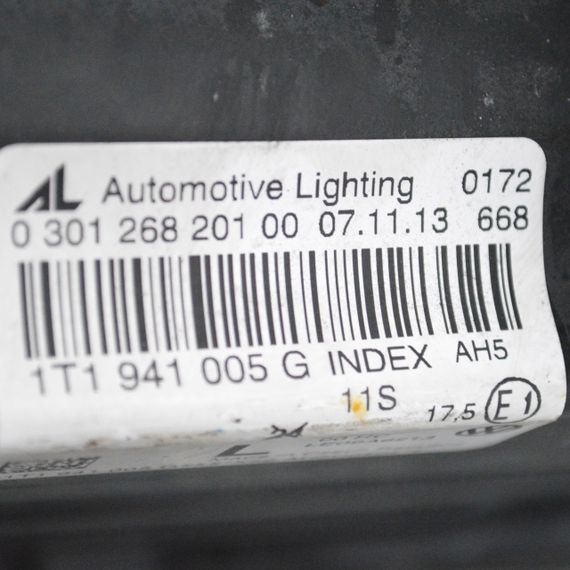 AL Automotive Lighting 0172
0 301 268 201 00 07.11.13 668
1T1 941 005 G INDEX AH5
11S
17,5 E1
L